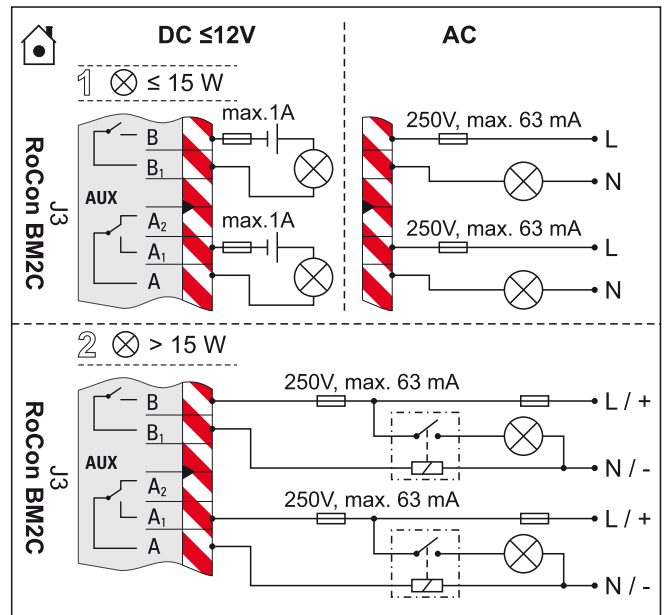 DC ≤12V
AC
1 ≤ 15 W
max.1A
250V, max. 63 mA
B
L
B1
N
RoCon BM2C
J3
AUX
A2
max.1A
250V, max. 63 mA
A1
L
A
N
2 > 15 W
250V, max. 63 mA
B
L / +
B1
N / -
RoCon BM2C
J3
AUX
A2
250V, max. 63 mA
A1
L / +
A
N / -